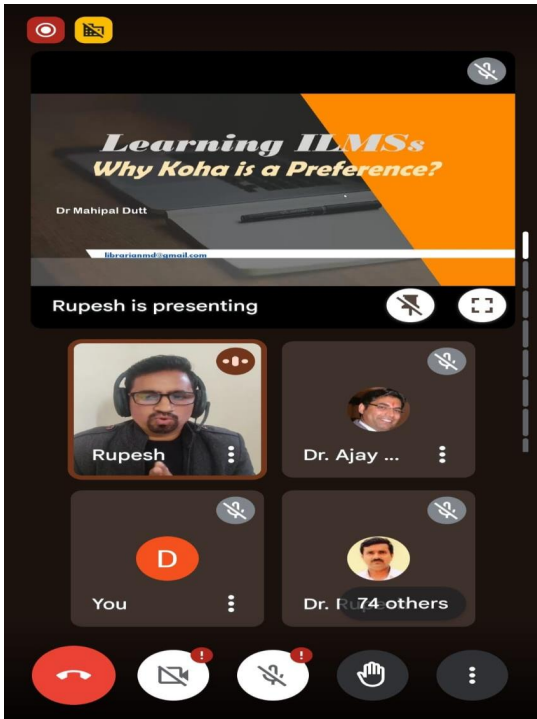 Learning ILMSs
Why Koha is a Preference?
Dr Mahipal Dutt
librarianmd@gmail.com
Rupesh is presenting
Rupesh
Dr. Ajay ...
D
You
Dr.
74 others